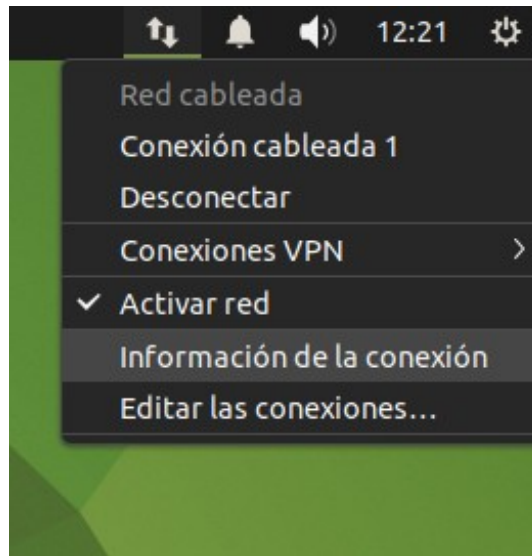 12:21
Red cableada
Conexión cableada 1
Desconectar
Conexiones VPN
Activar red
Información de la conexión
Editar las conexiones...